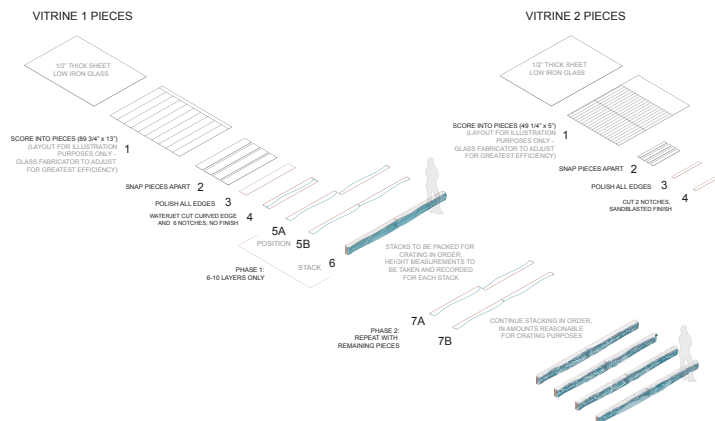 VITRINE 1 PIECES
1/2" THICK SHEET
LOW IRON GLASS
SCORE INTO PIECES (89 3/4" x 13")
(LAYOUT FOR ILLUSTRATION
PURPOSES ONLY -
GLASS FABRICATOR TO ADJUST
FOR GREATEST EFFICIENCY)
1
SNAP PIECES APART 2
POLISH ALL EDGES 3
WATERJET CUT CURVED EDGE
AND 6 NOTCHES, NO FINISH
4
5A
POSITION 5B
STACK 6
PHASE 1:
6-10 LAYERS ONLY
STACKS TO BE PACKED FOR
CRATING IN ORDER,
HEIGHT MEASUREMENTS TO
BE TAKEN AND RECORDED
FOR EACH STACK
7A
7B
PHASE 2:
REPEAT WITH
REMAINING PIECES
CONTINUE STACKING IN ORDER,
IN AMOUNTS REASONABLE
FOR CRATING PURPOSES
VITRINE 2 PIECES
1/2" THICK SHEET
LOW IRON GLASS
SCORE INTO PIECES (49 1/4" x 5")
(LAYOUT FOR ILLUSTRATION
PURPOSES ONLY -
GLASS FABRICATOR TO ADJUST
FOR GREATEST EFFICIENCY)
1
SNAP PIECES APART 2
POLISH ALL EDGES 3
4
CUT 2 NOTCHES,
SANDBLASTED FINISH